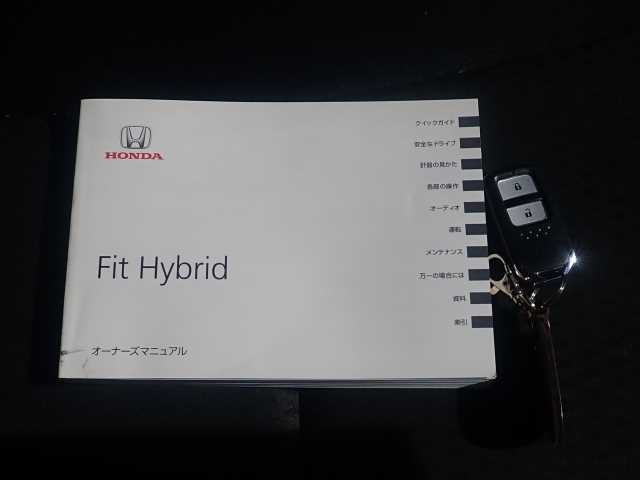 HONDA
Fit Hybrid
オーナーズマニュアル
クイックガイド
安全なドライブ
計器の見かた
各部の操作
オーディオ
運転
メンテナンス
万一の場合には
資料
索引